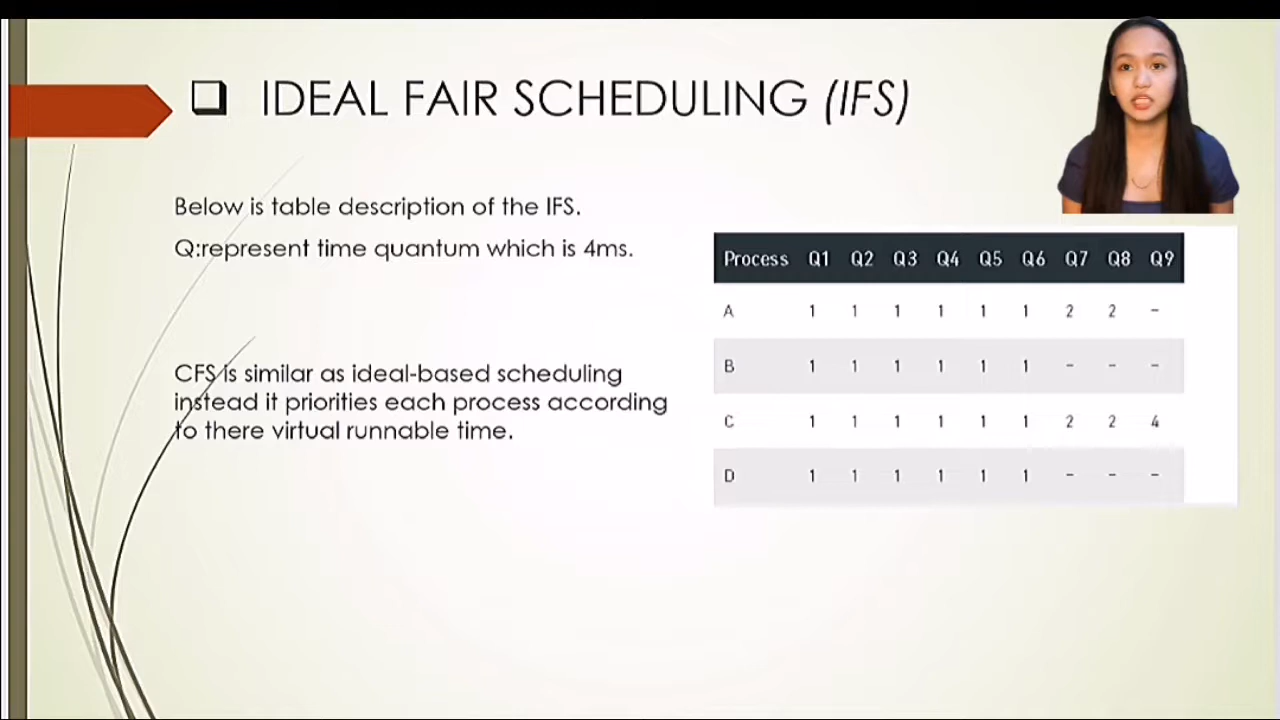 ❑ IDEAL FAIR SCHEDULING (IFS)
Below is table description of the IFS.
Q:represent time quantum which is 4ms.
CFS is similar as ideal-based scheduling
instead it priorities each process according
to there virtual runnable time.
Process Q1 Q2 Q3 Q4 Q5 Q6 Q7 Q8 Q9
A 1 1 1 1 1 1 2 2 -
B 1 1 1 1 1 1 - - -
C 1 1 1 1 1 1 2 2 4
D 1 1 1 1 1 1 - - -